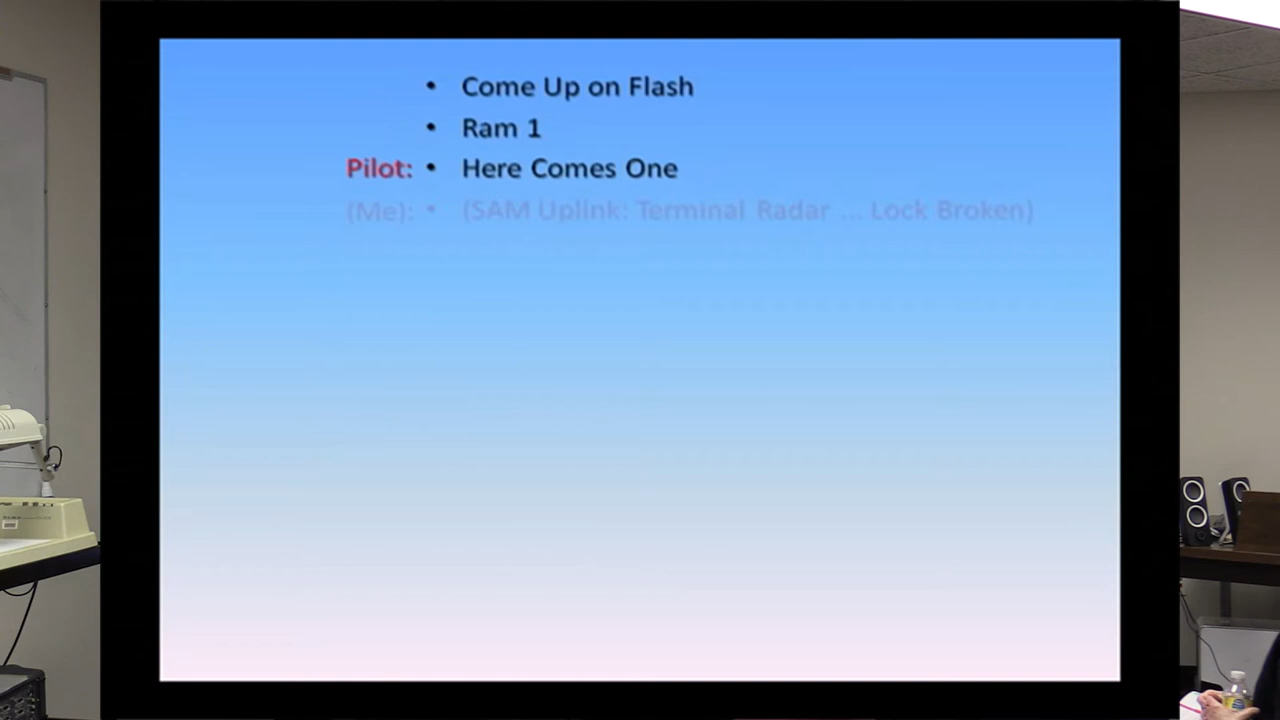 • Come Up on Flash
• Ram 1
Pilot: • Here Comes One
(Me): • (SAM Uplink: Terminal Radar ... Lock Broken)